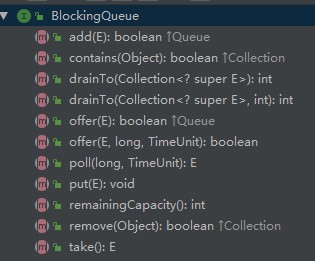 BlockingQueue
add(E): boolean ↑Queue
contains(Object): boolean ↑Collection
drainTo(Collection<? super E>): int
drainTo(Collection<? super E>, int): int
offer(E): boolean ↑Queue
offer(E, long, TimeUnit): boolean
poll(long, TimeUnit): E
put(E): void
remainingCapacity(): int
remove(Object): boolean ↑Collection
take(): E